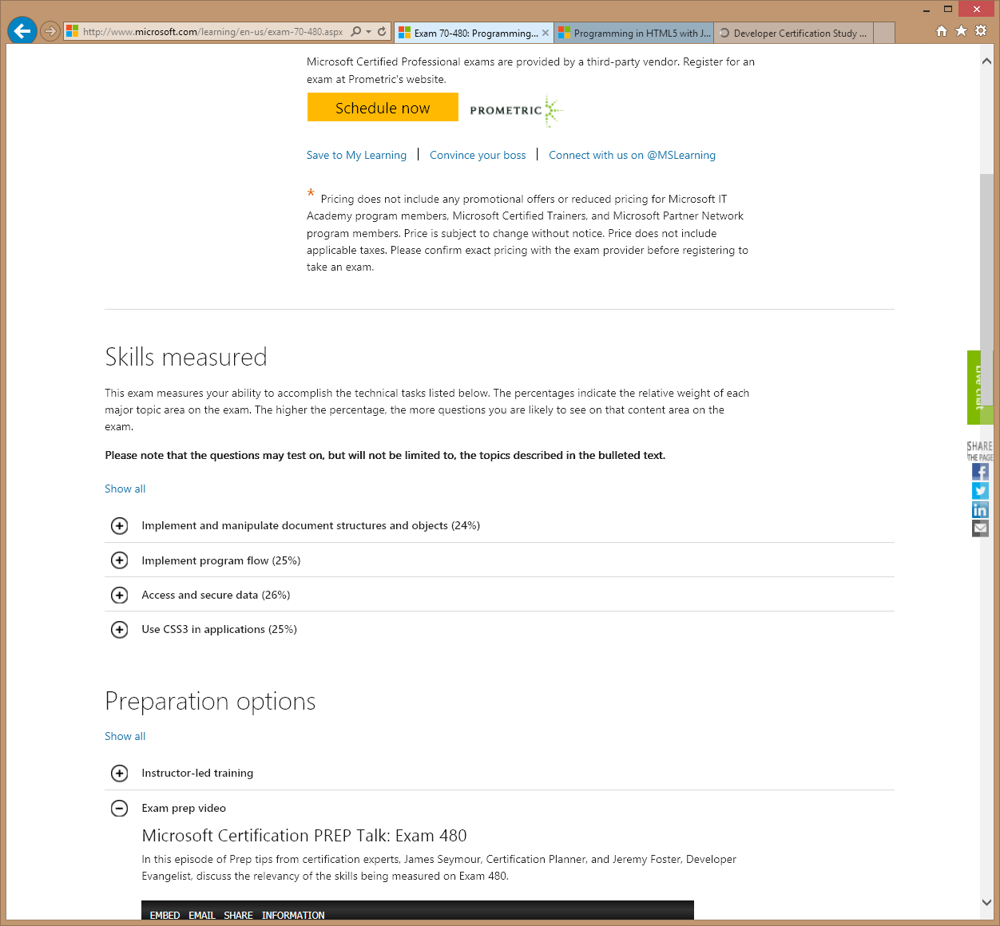 http://www.microsoft.com/learning/en-us/exam-70-480.aspx
Exam 70-480: Programming...
Programming in HTML5 with J...
Developer Certification Study ...
Microsoft Certified Professional exams are provided by a third-party vendor. Register for an
exam at Prometric's website.
Schedule now
PROMETRIC
Save to My Learning | Convince your boss | Connect with us on @MSLearning
* Pricing does not include any promotional offers or reduced pricing for Microsoft IT
Academy program members, Microsoft Certified Trainers, and Microsoft Partner Network
program members. Price is subject to change without notice. Price does not include
applicable taxes. Please confirm exact pricing with the exam provider before registering to
take an exam.
Skills measured
This exam measures your ability to accomplish the technical tasks listed below. The percentages indicate the relative weight of each
major topic area on the exam. The higher the percentage, the more questions you are likely to see on that content area on the
exam.
Please note that the questions may test on, but will not be limited to, the topics described in the bulleted text.
Show all
Implement and manipulate document structures and objects (24%)
Implement program flow (25%)
Access and secure data (26%)
Use CSS3 in applications (25%)
Live chat
SHARE
THE PAGE
Preparation options
Show all
Instructor-led training
Exam prep video
Microsoft Certification PREP Talk: Exam 480
In this episode of Prep tips from certification experts, James Seymour, Certification Planner, and Jeremy Foster, Developer
Evangelist, discuss the relevancy of the skills being measured on Exam 480.
EMBED EMAIL SHARE INFORMATION